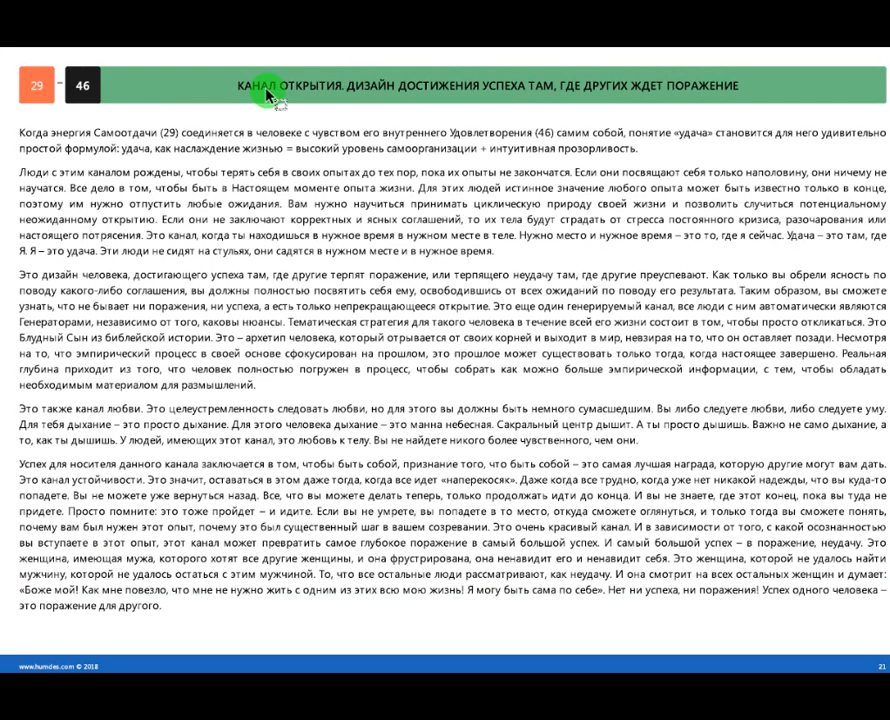 29 - 46 КАНАЛ ОТКРЫТИЯ. ДИЗАЙН ДОСТИЖЕНИЯ УСПЕХА ТАМ, ГДЕ ДРУГИХ ЖДЕТ ПОРАЖЕНИЕ
Когда энергия Самоотдачи (29) соединяется в человеке с чувством его внутреннего Удовлетворения (46) самим собой, понятие «удача» становится для него удивительно
простой формулой: удача, как наслаждение жизнью = высокий уровень самоорганизации + интуитивная прозорливость.
Люди с этим каналом рождены, чтобы терять себя в своих опытах до тех пор, пока их опыты не закончатся. Если они посвящают себя только наполовину, они ничему не
научатся. Все дело в том, чтобы быть в Настоящем моменте опыта жизни. Для этих людей истинное значение любого опыта может быть известно только в конце,
поэтому им нужно отпустить любые ожидания. Вам нужно научиться принимать циклическую природу своей жизни и позволить случиться потенциальному
неожиданному открытию. Если они не заключают корректных и ясных соглашений, то их тела будут страдать от стресса постоянного кризиса, разочарования или
настоящего потрясения. Это канал, когда ты находишься в нужное время в нужном месте в теле. Нужно место и нужное время – это то, где я сейчас. Удача – это там, где
Я. Я – это удача. Эти люди не сидят на стульях, они садятся в нужном месте и в нужное время.
Это дизайн человека, достигающего успеха там, где другие терпят поражение, или терпящего неудачу там, где другие преуспевают. Как только вы обрели ясность по
поводу какого-либо соглашения, вы должны полностью посвятить себя ему, освободившись от всех ожиданий по поводу его результата. Таким образом, вы сможете
узнать, что не бывает ни поражения, ни успеха, а есть только непрекращающееся открытие. Это еще один генерируемый канал, все люди с ним автоматически являются
Генераторами, независимо от того, каковы нюансы. Тематическая стратегия для такого человека в течение всей его жизни состоит в том, чтобы просто откликаться. Это
Блудный Сын из библейской истории. Это – архетип человека, который отрывается от своих корней и выходит в мир, невзирая на то, что он оставляет позади. Несмотря
на то, что эмпирический процесс в своей основе сфокусирован на прошлом, это прошлое может существовать только тогда, когда настоящее завершено. Реальная
глубина приходит из того, что человек полностью погружен в процесс, чтобы собрать как можно больше эмпирической информации, с тем, чтобы обладать
необходимым материалом для размышлений.
Это также канал любви. Это целеустремленность следовать любви, но для этого вы должны быть немного сумасшедшим. Вы либо следуете любви, либо следуете уму.
Для тебя дыхание – это просто дыхание. Для этого человека дыхание – это манна небесная. Сакральный центр дышит. А ты просто дышишь. Важно не само дыхание, а
то, как ты дышишь. У людей, имеющих этот канал, это любовь к телу. Вы не найдете никого более чувственного, чем они.
Успех для носителя данного канала заключается в том, чтобы быть собой, признание того, что быть собой – это самая лучшая награда, которую другие могут вам дать.
Это канал устойчивости. Это значит, оставаться в этом даже тогда, когда все идет «наперекосяк». Даже когда все трудно, когда уже нет никакой надежды, что вы куда-то
попадете. Вы не можете уже вернуться назад. Все, что вы можете делать теперь, только продолжать идти до конца. И вы не знаете, где этот конец, пока вы туда не
придете. Просто помните: это тоже пройдет – и идите. Если вы не умрете, вы попадете в то место, откуда сможете оглянуться, и только тогда вы сможете понять,
почему вам был нужен этот опыт, почему это был существенный шаг в вашем созревании. Это очень красивый канал. И в зависимости от того, с какой осознанностью
вы вступаете в этот опыт, этот канал может превратить самое глубокое поражение в самый большой успех. И самый большой успех – в поражение, неудачу. Это
женщина, имеющая мужа, которого хотят все другие женщины, и она фрустрирована, она ненавидит его и ненавидит себя. Это женщина, которой не удалось найти
мужчину, которой не удалось остаться с этим мужчиной. То, что все остальные люди рассматривают, как неудачу. И она смотрит на всех остальных женщин и думает:
«Боже мой! Как мне повезло, что мне не нужно жить с одним из этих всю мою жизнь! Я могу быть сама по себе». Нет ни успеха, ни поражения! Успех одного человека –
это поражение для другого.
www.humdes.com © 2018 21